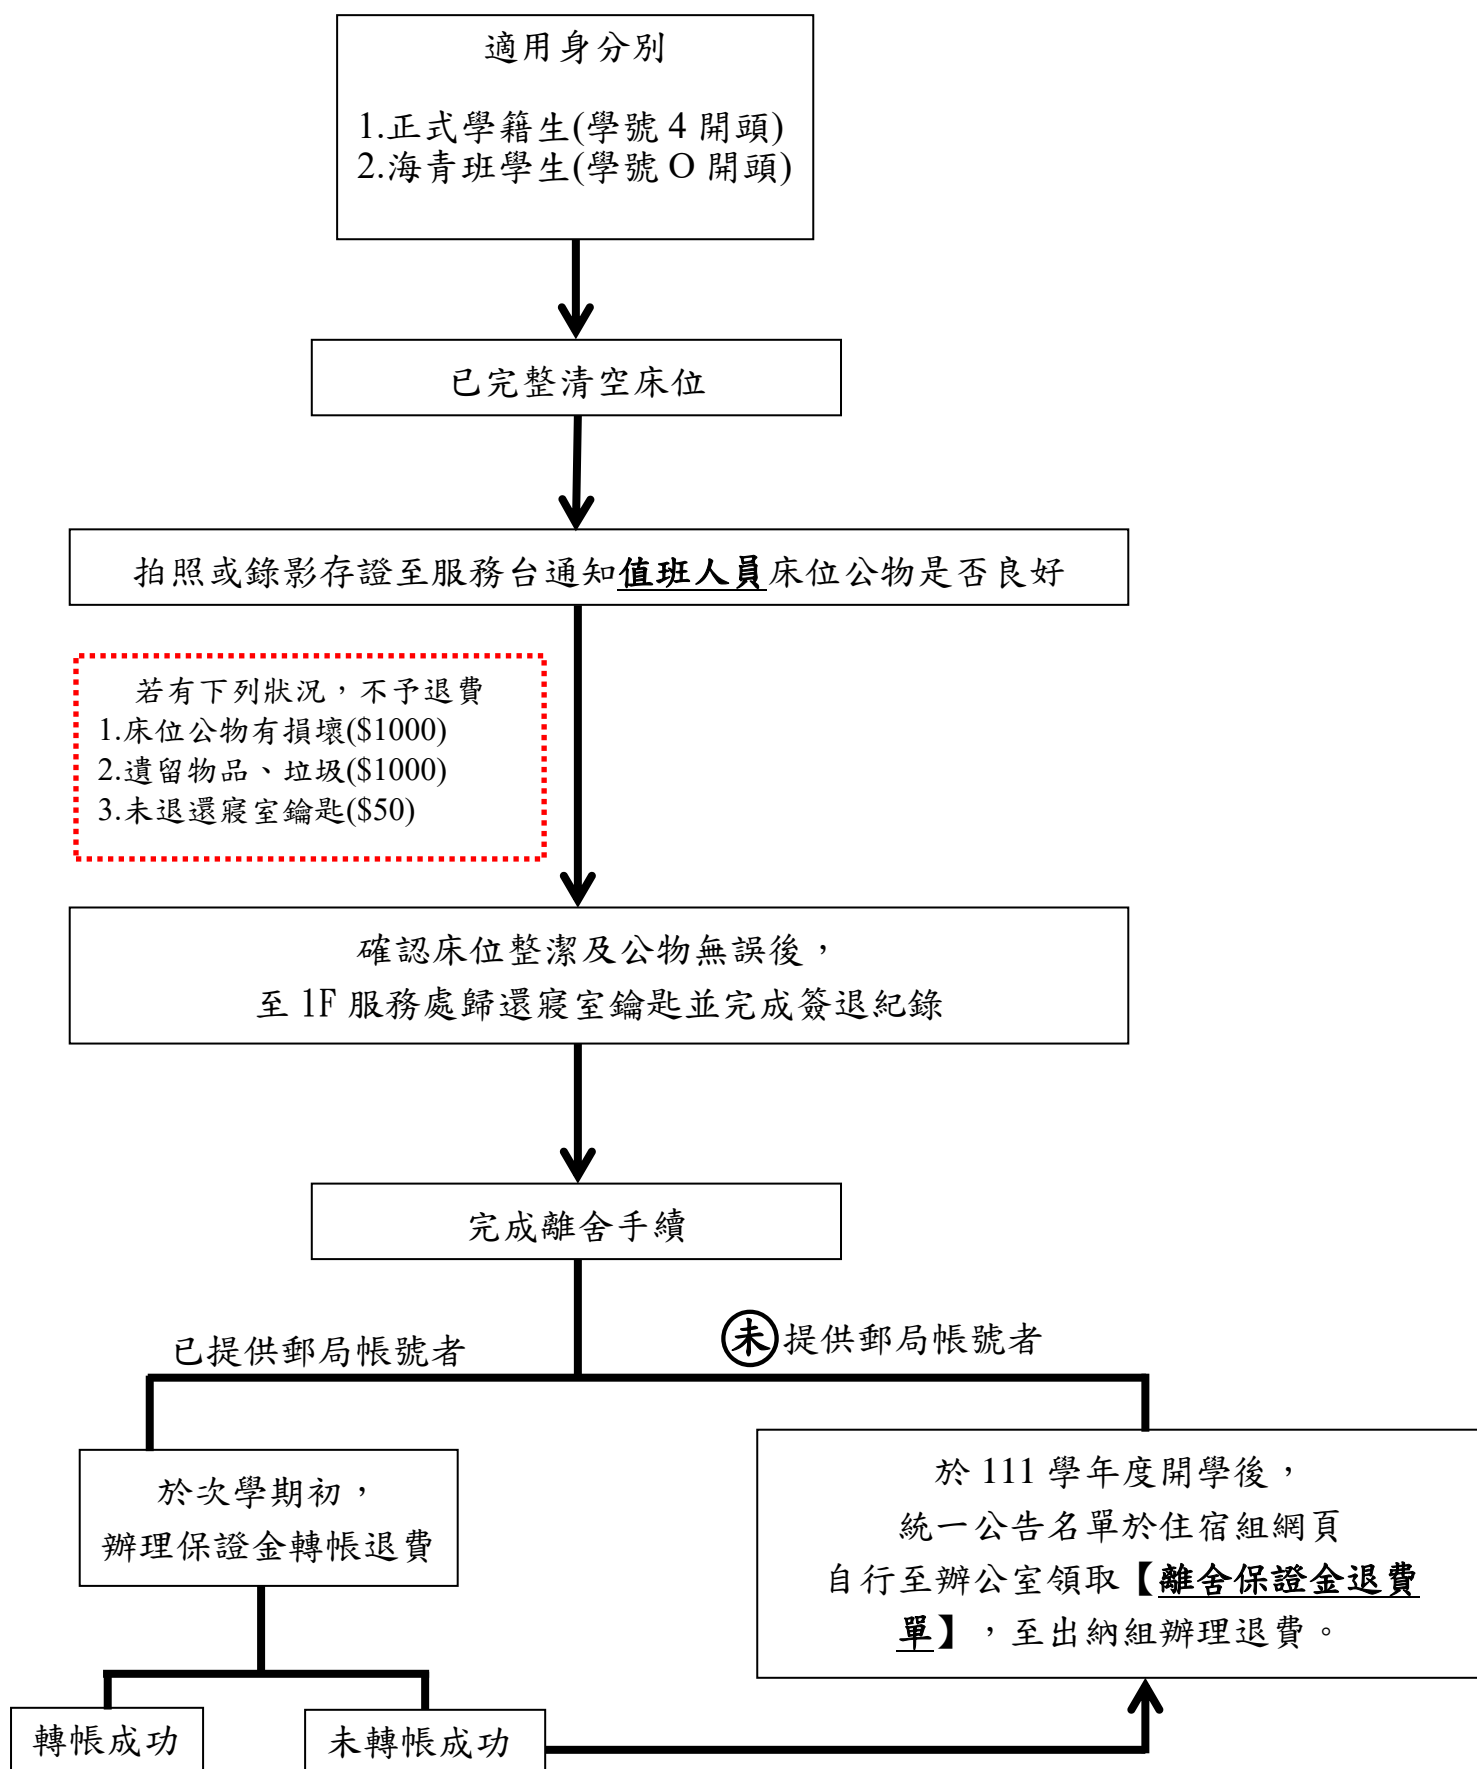 適用身分別
1.正式學籍生(學號 4 開頭)
2.海青班學生(學號 O 開頭)
已完整清空床位
拍照或錄影存證至服務台通知值班人員床位公物是否良好
若有下列狀況，不予退費
1.床位公物有損壞($1000)
2.遺留物品、垃圾($1000)
3.未退還寢室鑰匙($50)
確認床位整潔及公物無誤後，
至 1F 服務處歸還寢室鑰匙並完成簽退紀錄
完成離舍手續
已提供郵局帳號者
未提供郵局帳號者
於次學期初，
辦理保證金轉帳退費
於 111 學年度開學後，
統一公告名單於住宿組網頁
自行至辦公室領取【離舍保證金退費
單】，至出納組辦理退費。
轉帳成功
未轉帳成功